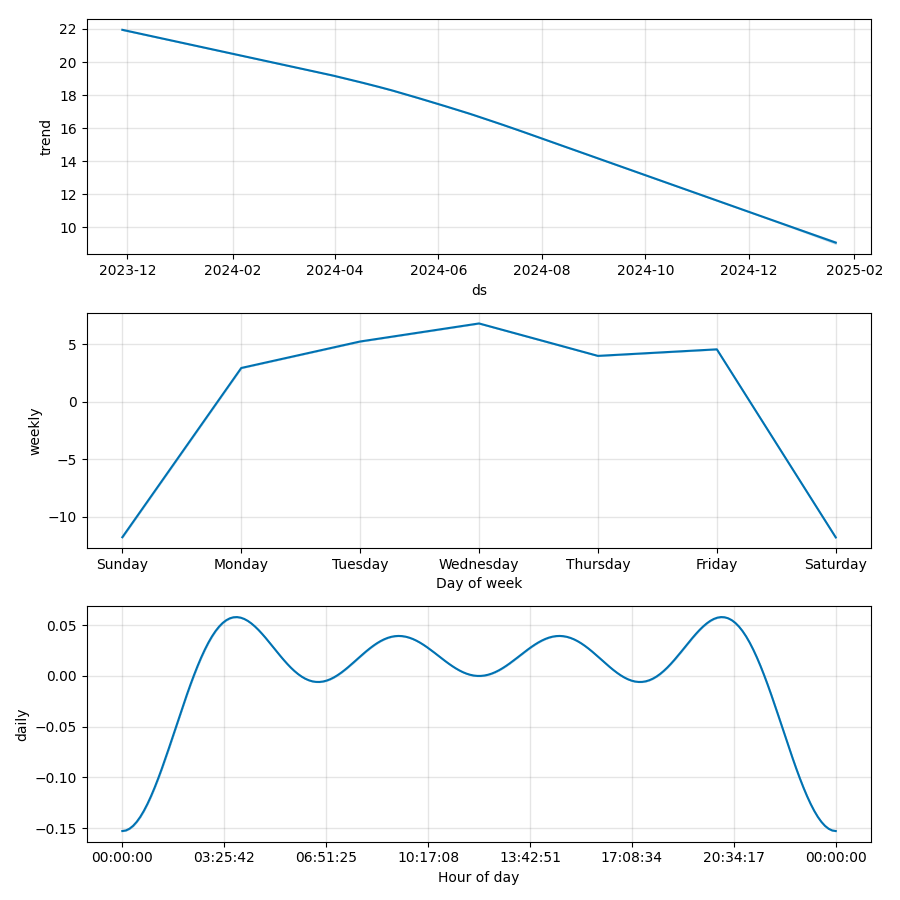 22
20
18
16
14
12
10
trend
2023-12 2024-02 2024-04 2024-06 2024-08 2024-10 2024-12 2025-02
ds
5
0
−5
−10
weekly
Sunday Monday Tuesday Wednesday Thursday Friday Saturday
Day of week
0.05
0.00
−0.05
−0.10
−0.15
daily
00:00:00 03:25:42 06:51:25 10:17:08 13:42:51 17:08:34 20:34:17 00:00:00
Hour of day